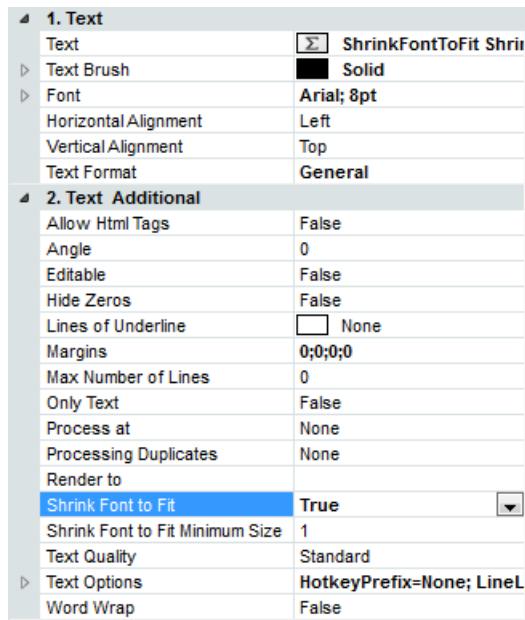 1. Text
Text Σ ShrinkFontToFit Shrin
Text Brush Solid
Font Arial; 8pt
Horizontal Alignment Left
Vertical Alignment Top
Text Format General
2. Text Additional
Allow Html Tags False
Angle 0
Editable False
Hide Zeros False
Lines of Underline None
Margins 0;0;0;0
Max Number of Lines 0
Only Text False
Process at None
Processing Duplicates None
Render to
Shrink Font to Fit True
Shrink Font to Fit Minimum Size 1
Text Quality Standard
Text Options HotkeyPrefix=None; LineL
Word Wrap False